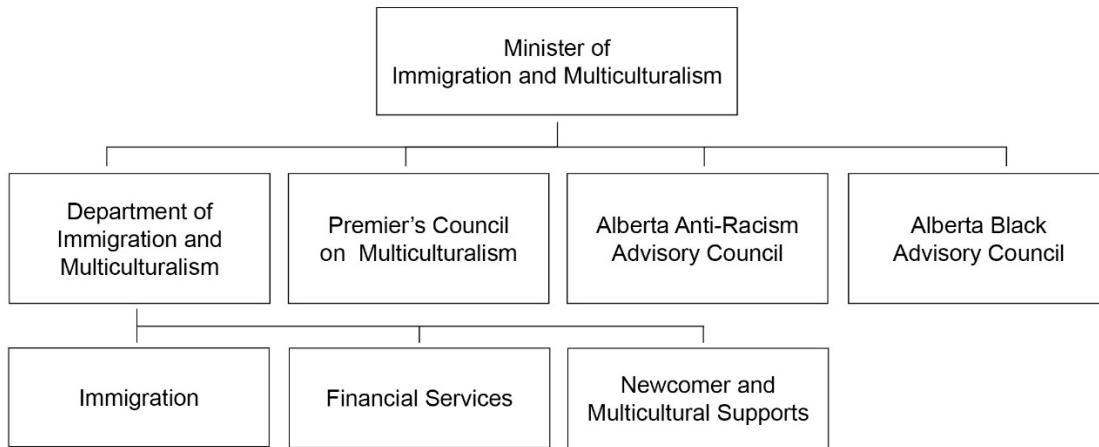 Minister of
Immigration and Multiculturalism
Department of
Immigration and
Multiculturalism
Premier’s Council
on Multiculturalism
Alberta Anti-Racism
Advisory Council
Alberta Black
Advisory Council
Immigration
Financial Services
Newcomer and
Multicultural Supports